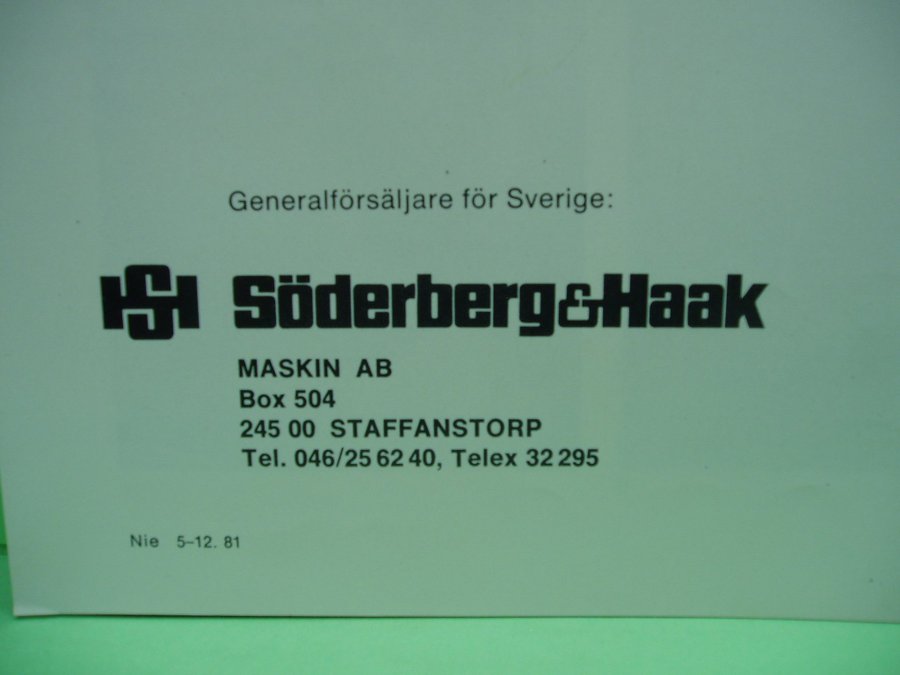 Generalförsäljare för Sverige:
SH Söderberg&Haak
MASKIN AB
Box 504
245 00 STAFFANSTORP
Tel. 046/25 62 40, Telex 32 295
Nie 5–12. 81